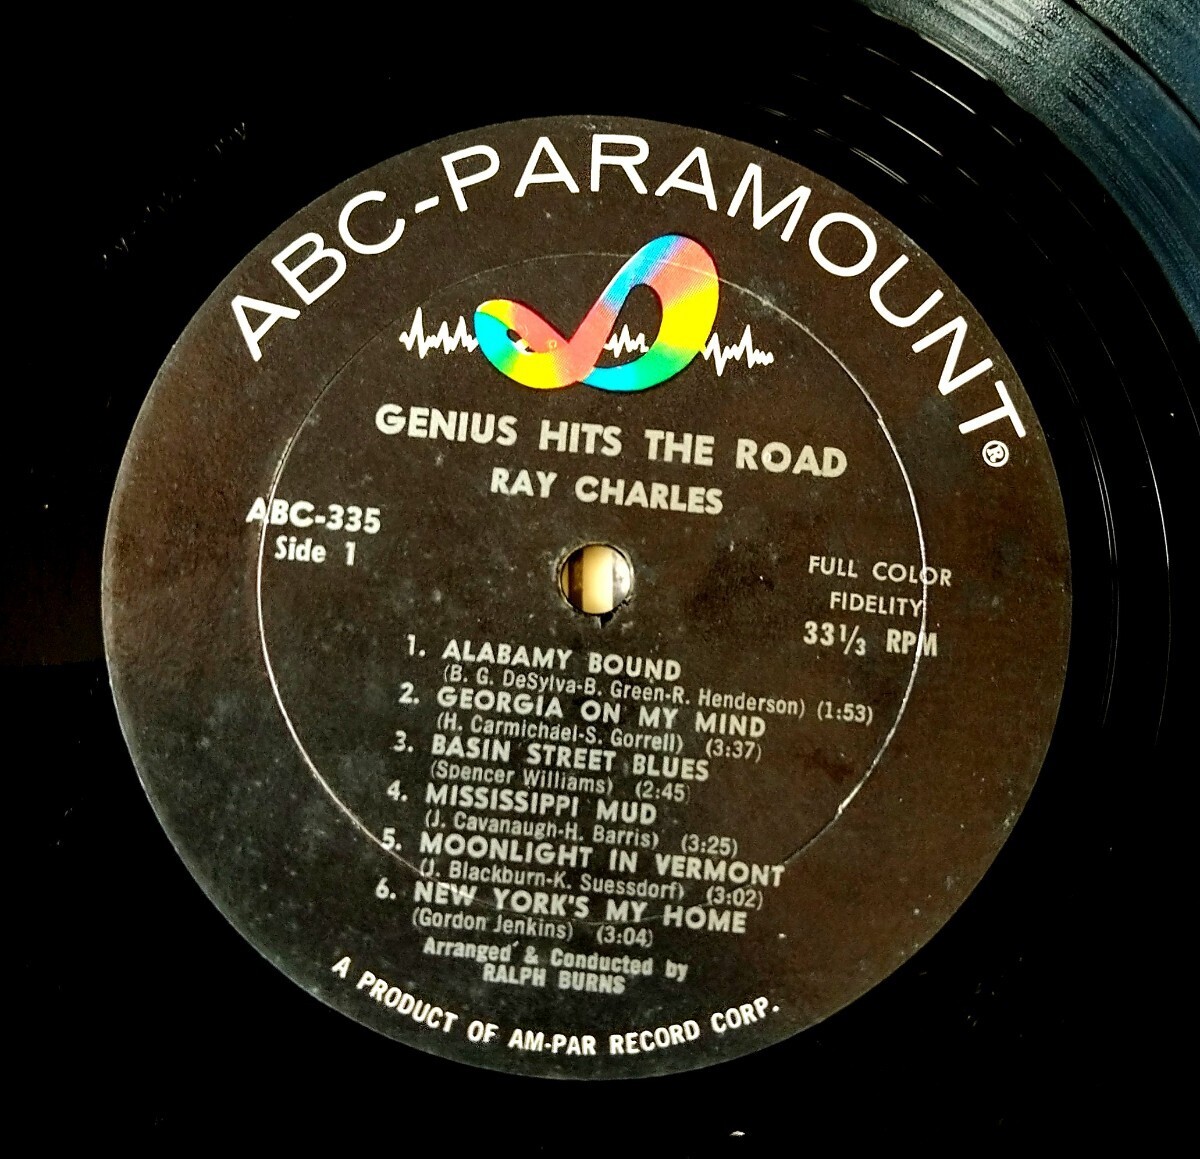 ABC-PARAMOUNT®
GENIUS HITS THE ROAD
RAY CHARLES
ABC-335
Side 1
FULL COLOR
FIDELITY
33 1/3 RPM
1. ALABAMY BOUND
(B. G. DeSylva-B. Green-R. Henderson) (1:53)
2. GEORGIA ON MY MIND
(H. Carmichael-S. Gorrell) (3:37)
3. BASIN STREET BLUES
(Spencer Williams) (2:45)
4. MISSISSIPPI MUD
(J. Cavanaugh-H. Barris) (3:25)
5. MOONLIGHT IN VERMONT
(J. Blackburn-K. Suessdorf) (3:02)
6. NEW YORK'S MY HOME
(Gordon Jenkins) (3:04)
Arranged & Conducted by
RALPH BURNS
A PRODUCT OF AM-PAR RECORD CORP.